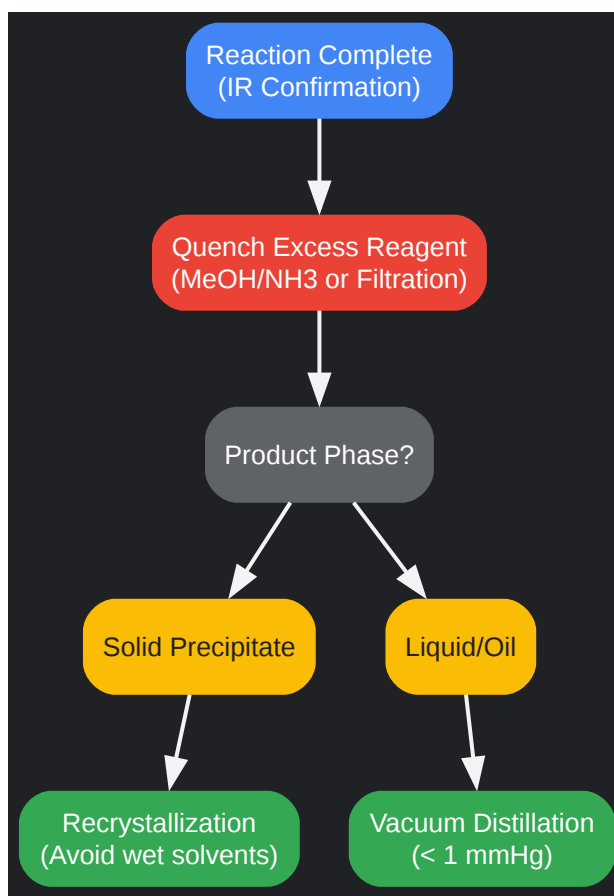 Reaction Complete
(IR Confirmation)
Quench Excess Reagent
(MeOH/NH3 or Filtration)
Product Phase?
Solid Precipitate
Liquid/Oil
Recrystallization
(Avoid wet solvents)
Vacuum Distillation
(< 1 mmHg)